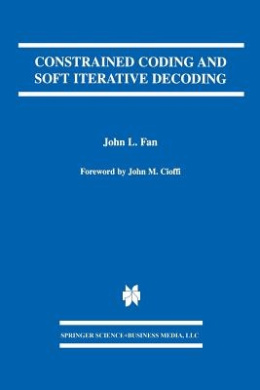 CONSTRAINED CODING AND
SOFT ITERATIVE DECODING
John L. Fan
Foreword by John M. Cioffi
SPRINGER SCIENCE+BUSINESS MEDIA, LLC